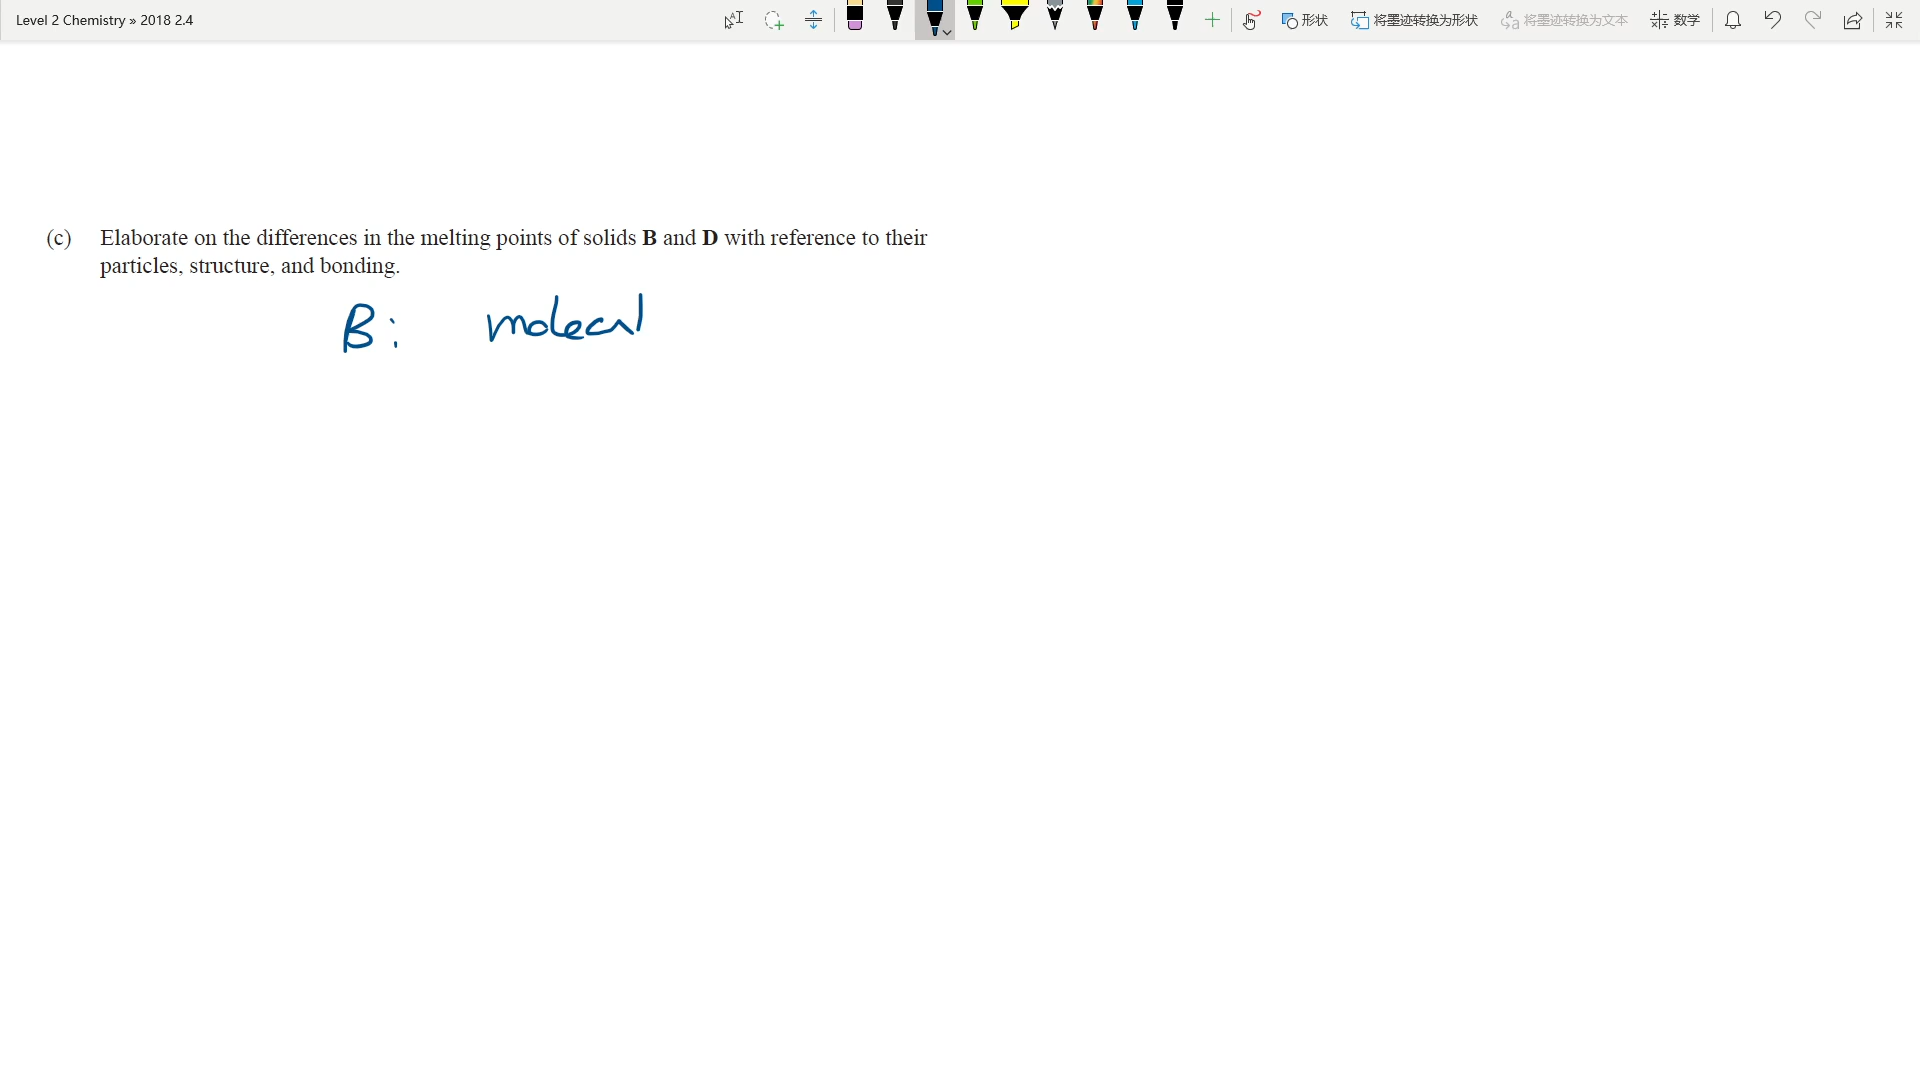 Level 2 Chemistry » 2018 2.4
形状
将墨迹转换为形状
将墨迹转换为文本
数学
(c) Elaborate on the differences in the melting points of solids B and D with reference to their
particles, structure, and bonding.
B: molecul